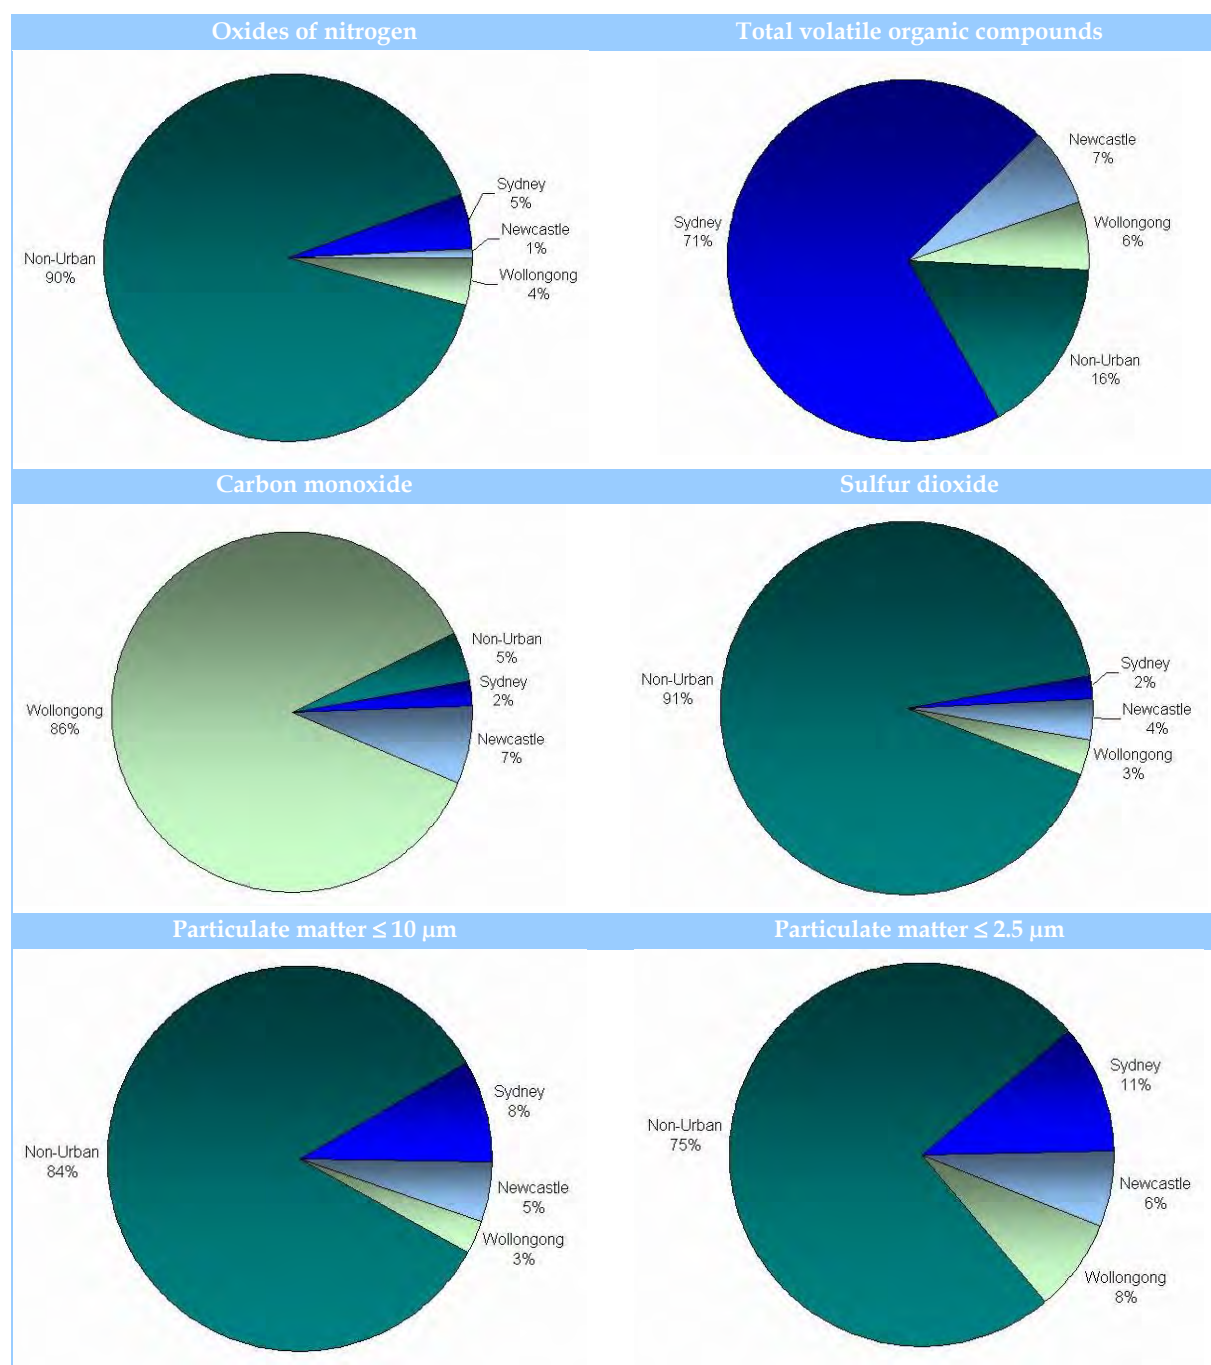 Oxides of nitrogen
Total volatile organic compounds
Sydney
5%
Newcastle
1%
Non-Urban
90%
Wollongong
4%
Newcastle
7%
Sydney
71%
Wollongong
6%
Non-Urban
16%
Carbon monoxide
Sulfur dioxide
Non-Urban
5%
Sydney
2%
Wollongong
86%
Newcastle
7%
Sydney
2%
Non-Urban
91%
Newcastle
4%
Wollongong
3%
Particulate matter ≤ 10 µm
Particulate matter ≤ 2.5 µm
Sydney
8%
Non-Urban
84%
Newcastle
5%
Wollongong
3%
Sydney
11%
Non-Urban
75%
Newcastle
6%
Wollongong
8%